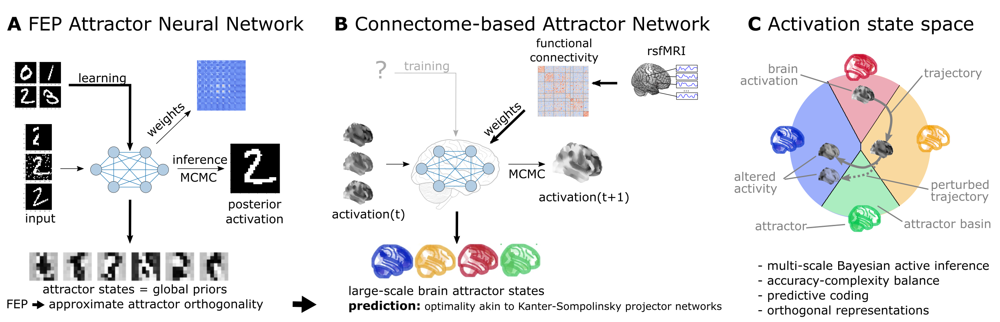 A FEP Attractor Neural Network
learning
weights
inference
MCMC
input
posterior
activation
attractor states = global priors
FEP → approximate attractor orthogonality
B Connectome-based Attractor Network
functional
connectivity
rsfMRI
...
? training
weights
MCMC
activation(t)
activation(t+1)
large-scale brain attractor states
prediction: optimality akin to Kanter-Sompolinsky projector networks
C Activation state space
brain
activation
trajectory
altered
activity
perturbed
trajectory
attractor
attractor basin
- multi-scale Bayesian active inference
- accuracy-complexity balance
- predictive coding
- orthogonal representations